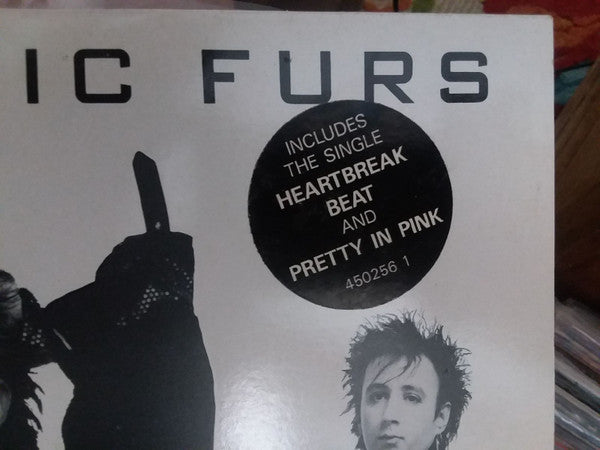 IC FURS
INCLUDES
THE SINGLE
HEARTBREAK
BEAT
AND
PRETTY IN PINK
450256 1